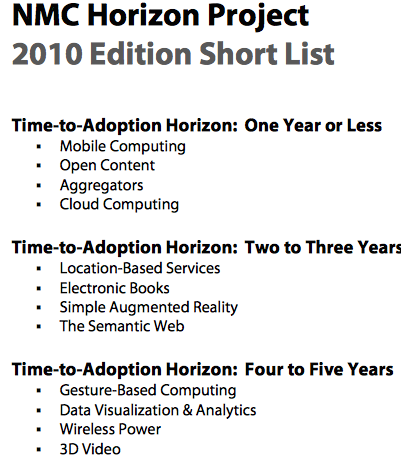 NMC Horizon Project
2010 Edition Short List
Time-to-Adoption Horizon: One Year or Less
▪ Mobile Computing
▪ Open Content
▪ Aggregators
▪ Cloud Computing
Time-to-Adoption Horizon: Two to Three Years
▪ Location-Based Services
▪ Electronic Books
▪ Simple Augmented Reality
▪ The Semantic Web
Time-to-Adoption Horizon: Four to Five Years
▪ Gesture-Based Computing
▪ Data Visualization & Analytics
▪ Wireless Power
▪ 3D Video